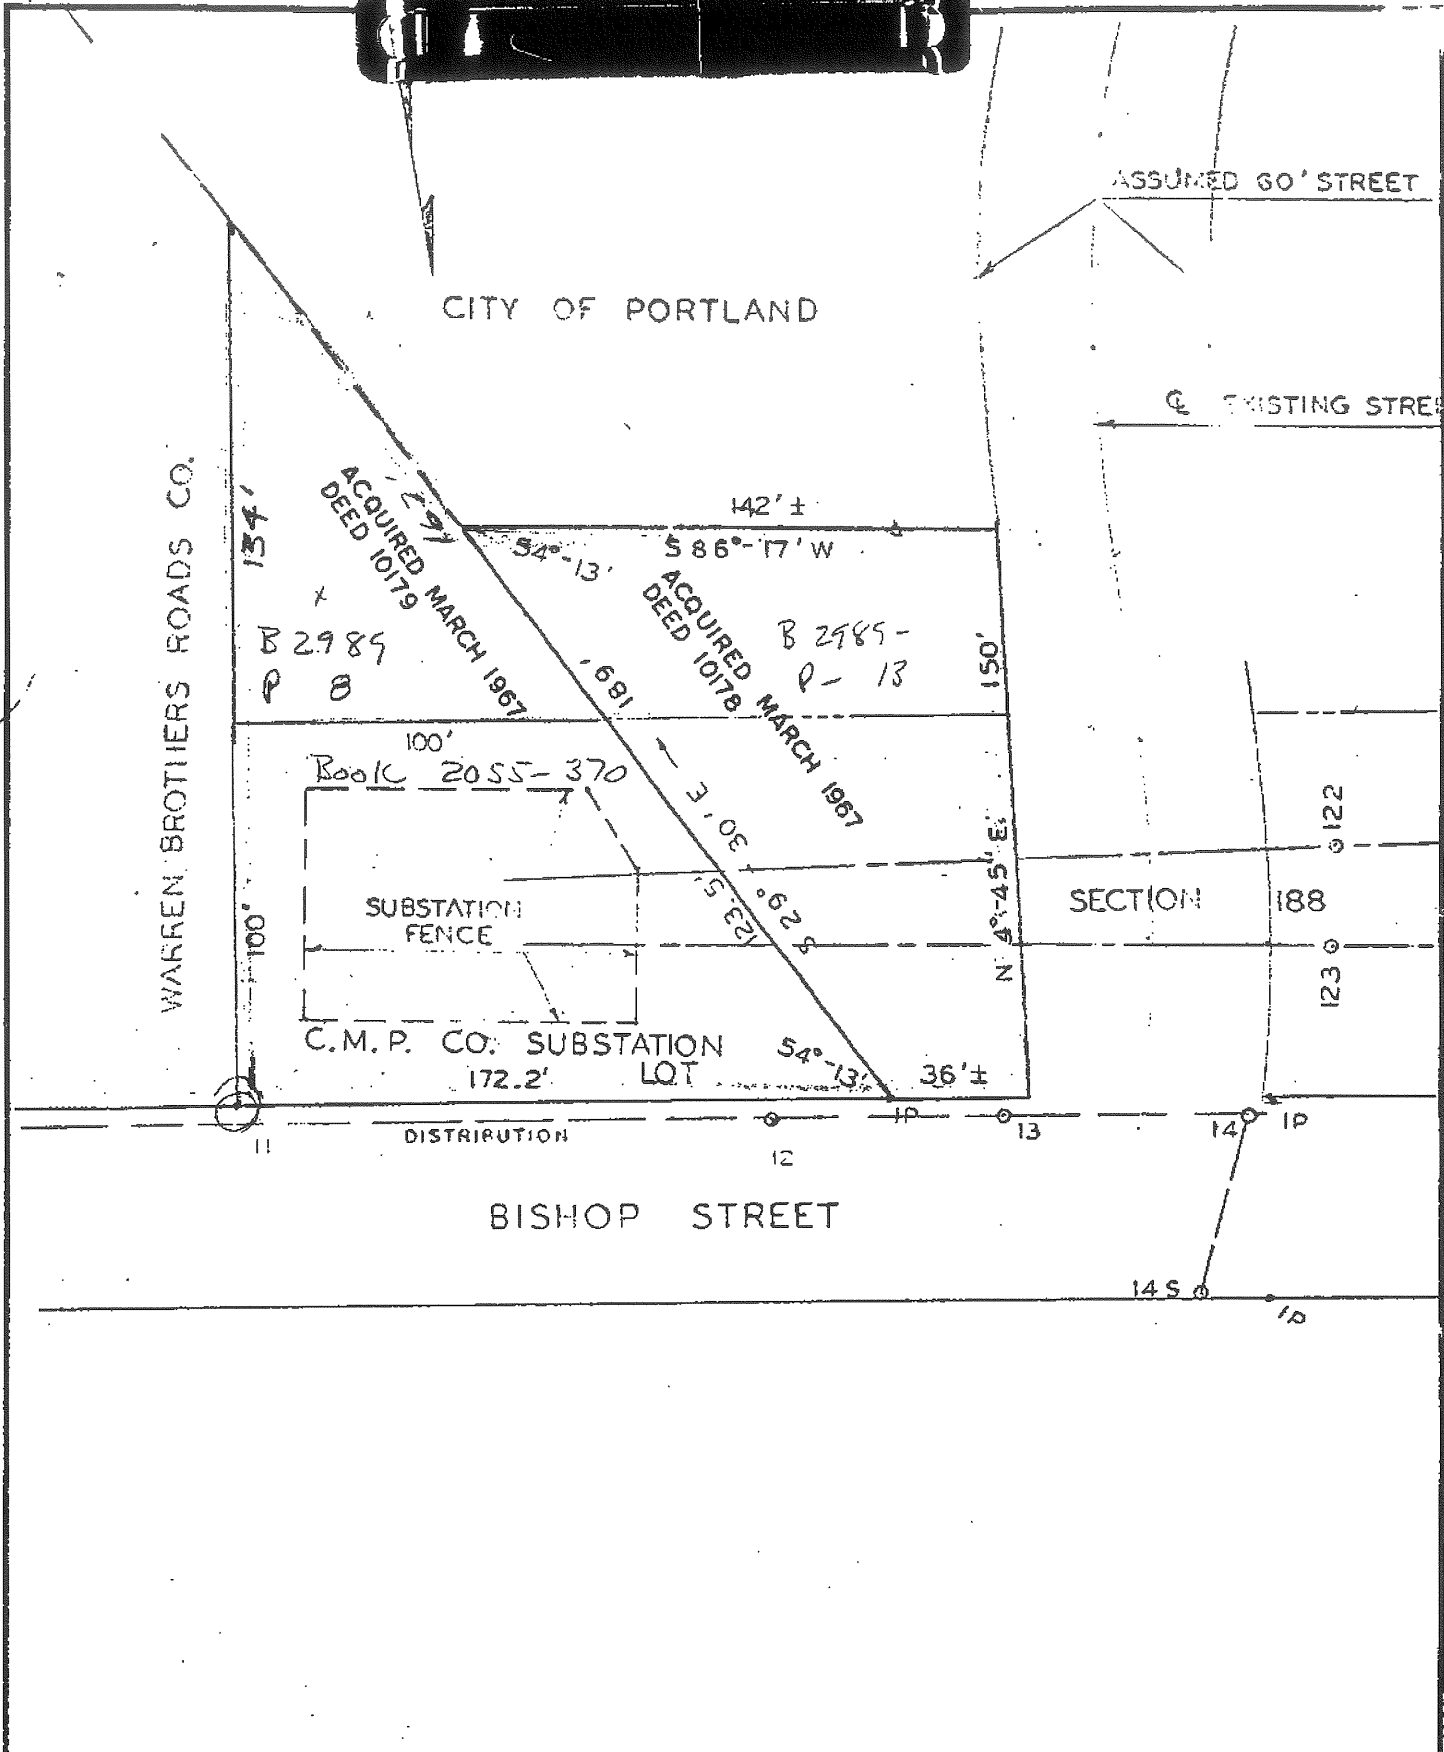 ASSUMED 60' STREET
CITY OF PORTLAND
℄ EXISTING STREE
WARREN BROTHERS ROADS CO.
134'
ACQUIRED MARCH 1967
DEED 10179
142' ±
S 86°-17' W
54°-13'
ACQUIRED MARCH 1967
DEED 10178
B 2989
P 8
B 2989-
P- 13
189'
150'
100'
Book 2055-370
S 29° 30' E
123.5'
N 4°-45' E
122
SECTION 188
123
SUBSTATION
FENCE
100'
C.M.P. CO. SUBSTATION
LOT
172.2'
54°-13'
36'±
DISTRIBUTION
11
12
IP
13
14
IP
BISHOP STREET
14 S
IP